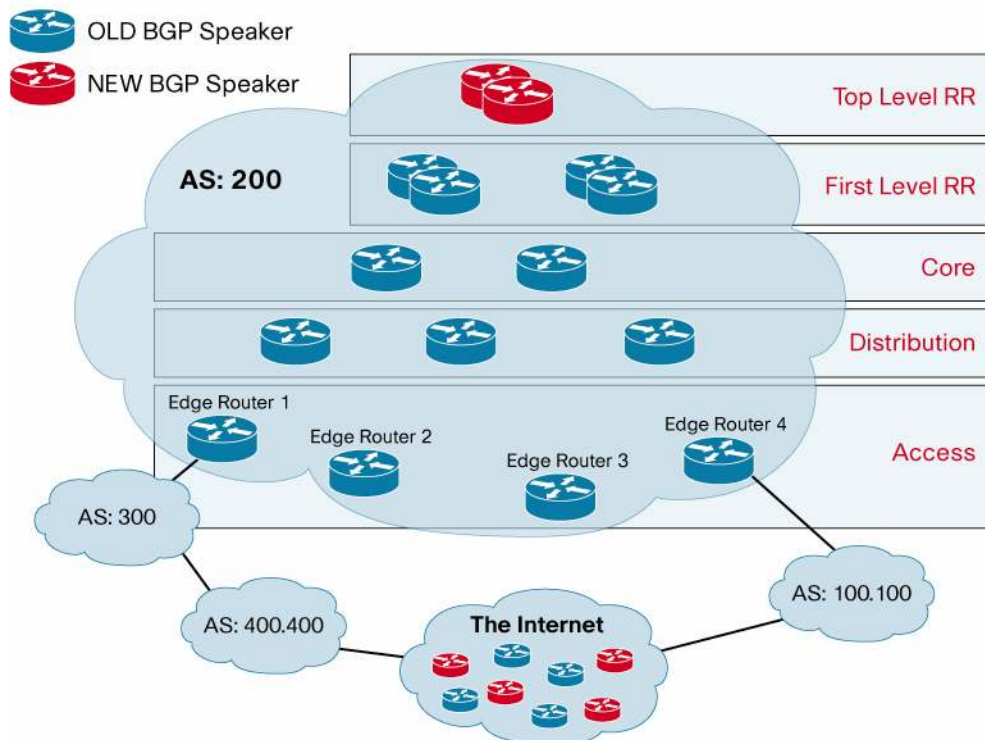 OLD BGP Speaker
NEW BGP Speaker
Top Level RR
AS: 200
First Level RR
Core
Distribution
Edge Router 1
Edge Router 2
Edge Router 3
Edge Router 4
Access
AS: 300
AS: 400.400
The Internet
AS: 100.100